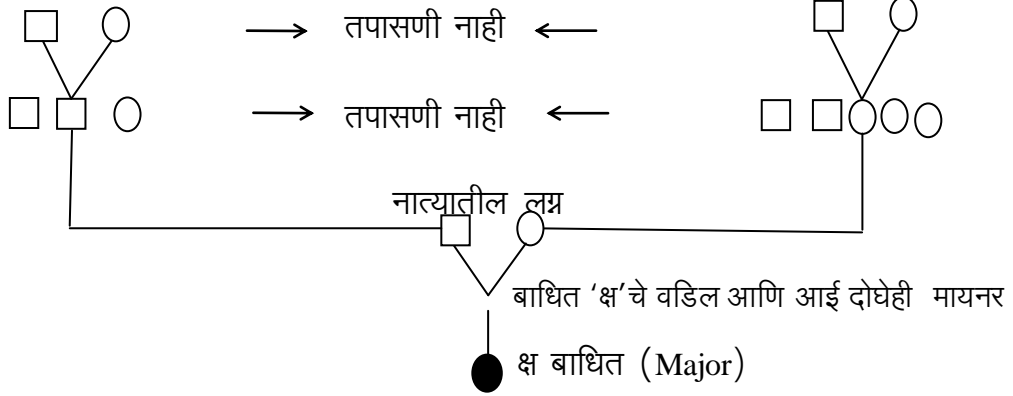 तपासणी नाही
तपासणी नाही
नात्यातील लग्न
बाधित ‘क्ष’चे वडिल आणि आई दोघेही मायनर
क्ष बाधित (Major)